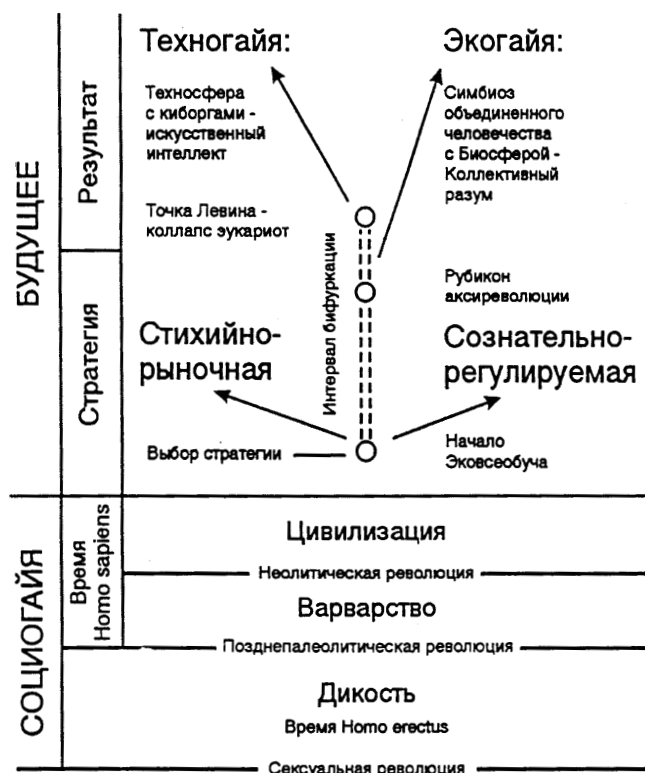 БУДУЩЕЕ
Результат
Техногайя:
Техносфера
с киборгами -
искусственный
интеллект
Точка Левина -
коллапс эукариот
Экогайя:
Симбиоз
объединенного
человечества
с Биосферой -
Коллективный
разум
Стратегия
Интервал бифуркации
Рубикон
аксиреволюции
Стихийно-
рыночная
Сознательно-
регулируемая
Выбор стратегии
Начало
Эковсеобуча
СОЦИОГАЙЯ
Время
Homo sapiens
Цивилизация
Неолитическая революция
Варварство
Позднепалеолитическая революция
Дикость
Время Homo erectus
Сексуальная революция